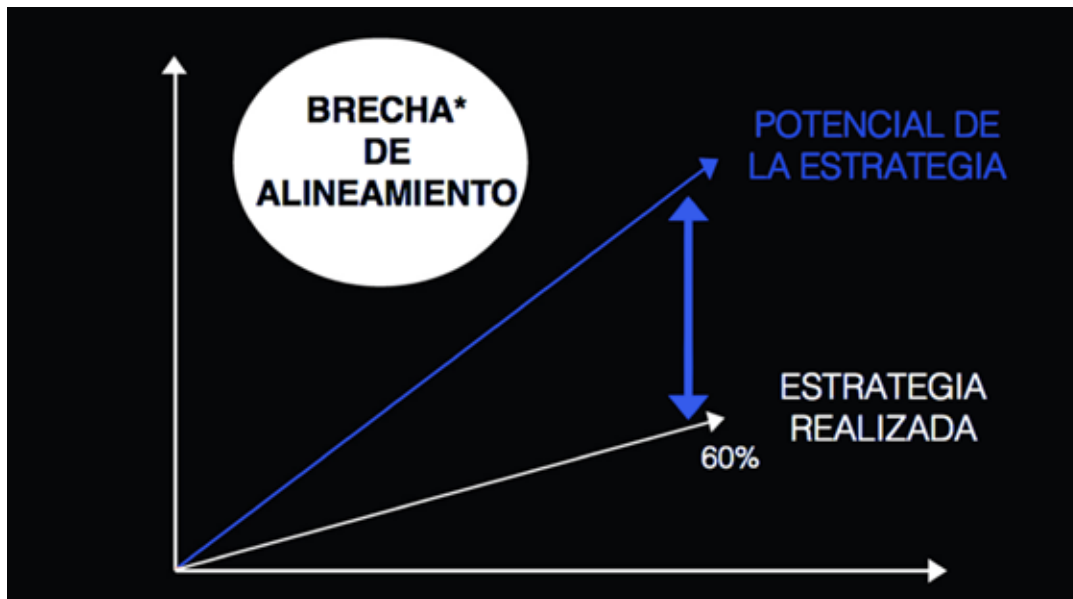 BRECHA*
DE
ALINEAMIENTO
POTENCIAL DE
LA ESTRATEGIA
ESTRATEGIA
REALIZADA
60%